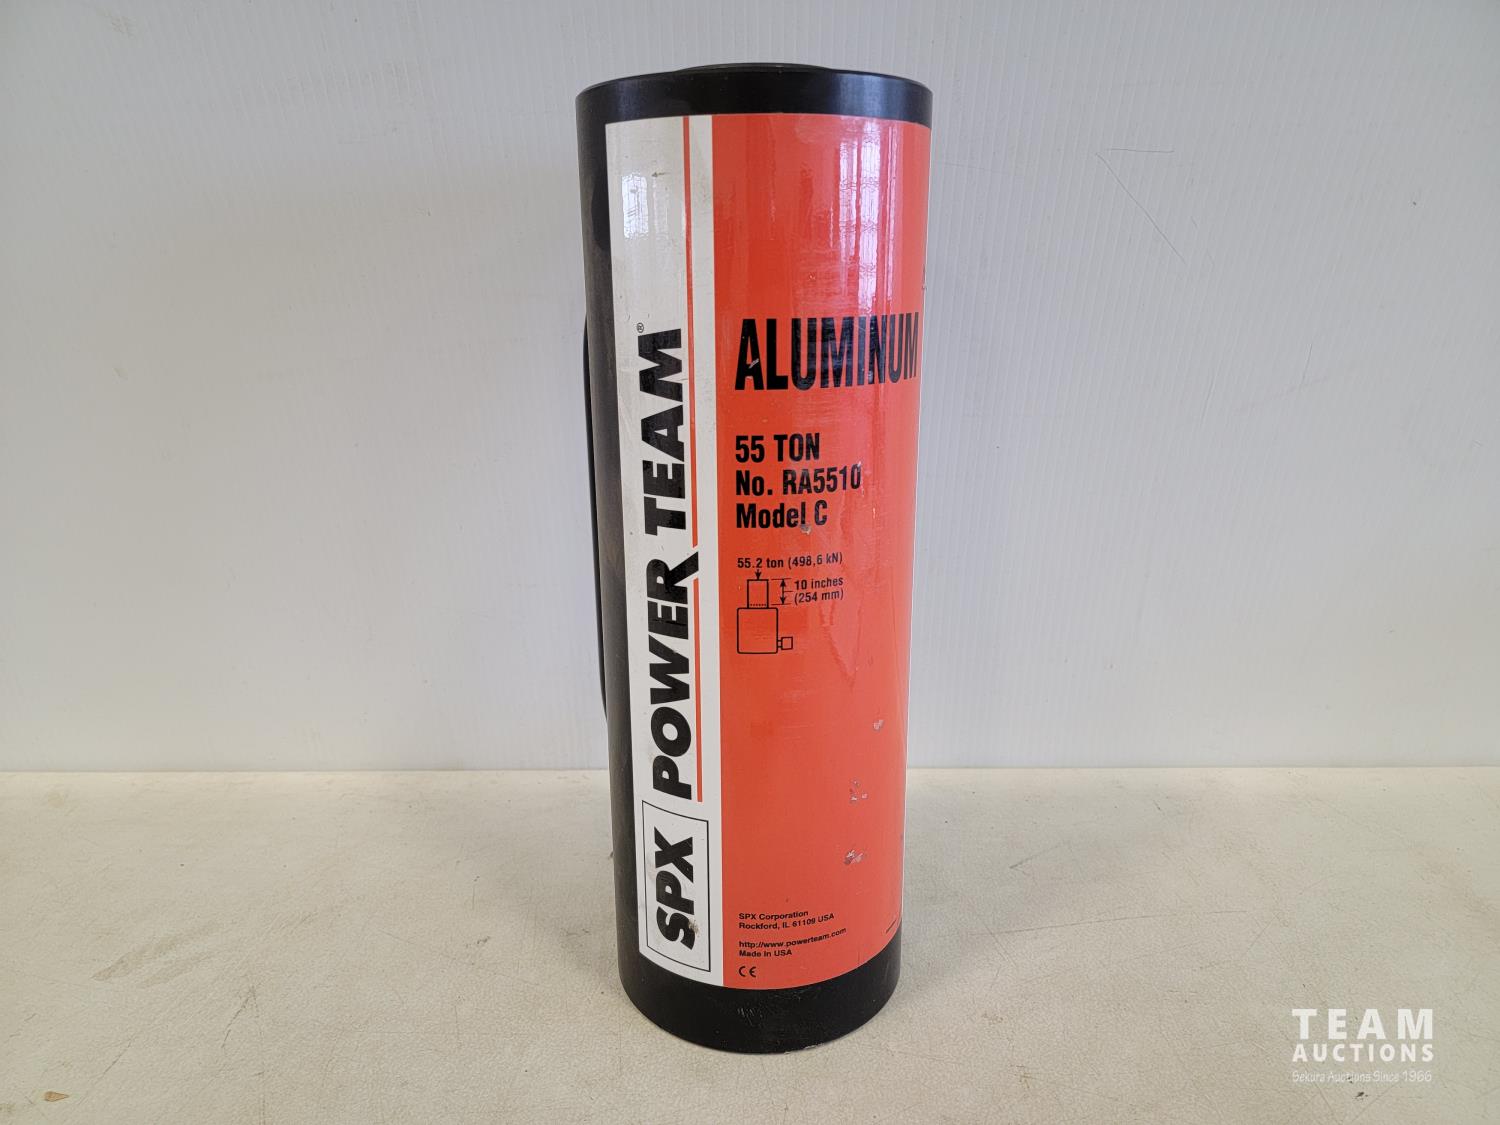 SPX POWER TEAM®
ALUMINUM
55 TON
No. RA5510
Model C
55.2 ton (498,6 kN)
10 inches
(254 mm)
SPX Corporation
Rockford, IL 61109 USA
http://www.powerteam.com
Made in USA
CE
TEAM
AUCTIONS
Sekura Auctions Since 1966